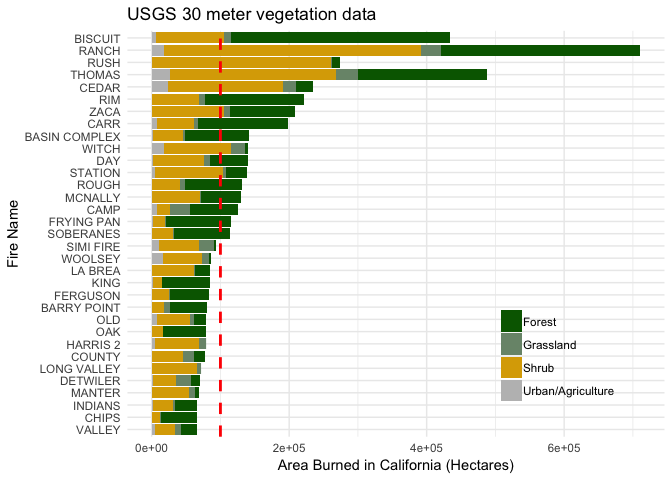 USGS 30 meter vegetation data
Fire Name
BISCUIT
RANCH
RUSH
THOMAS
CEDAR
RIM
ZACA
CARR
BASIN COMPLEX
WITCH
DAY
STATION
ROUGH
MCNALLY
CAMP
FRYING PAN
SOBERANES
SIMI FIRE
WOOLSEY
LA BREA
KING
FERGUSON
BARRY POINT
OLD
OAK
HARRIS 2
COUNTY
LONG VALLEY
DETWILER
MANTER
INDIANS
CHIPS
VALLEY
Forest
Grassland
Shrub
Urban/Agriculture
0e+00 2e+05 4e+05 6e+05
Area Burned in California (Hectares)